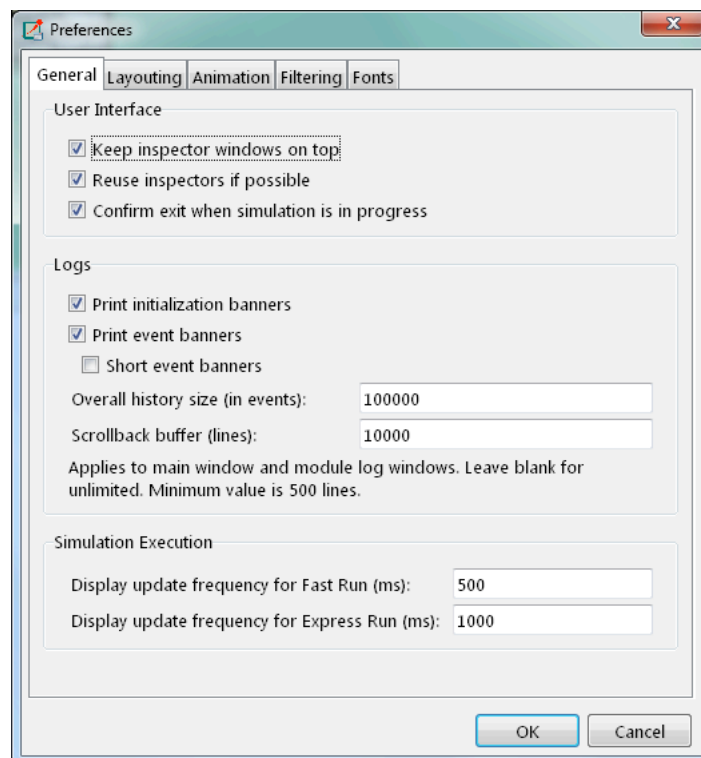 Preferences
General Layouting Animation Filtering Fonts
User Interface
Keep inspector windows on top
Reuse inspectors if possible
Confirm exit when simulation is in progress
Logs
Print initialization banners
Print event banners
Short event banners
Overall history size (in events): 100000
Scrollback buffer (lines): 10000
Applies to main window and module log windows. Leave blank for
unlimited. Minimum value is 500 lines.
Simulation Execution
Display update frequency for Fast Run (ms): 500
Display update frequency for Express Run (ms): 1000
OK Cancel